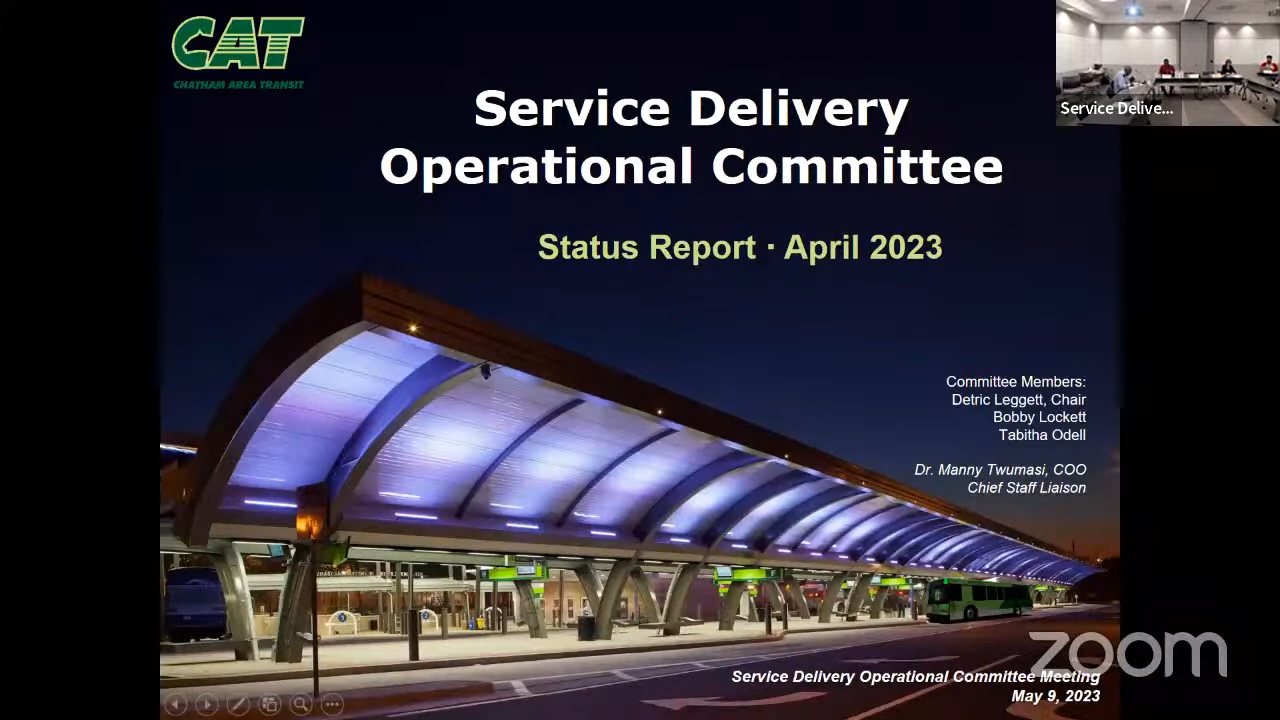 CAT
CHATHAM AREA TRANSIT
Service Delivery
Operational Committee
Status Report · April 2023
Service Delive...
Committee Members:
Detric Leggett, Chair
Bobby Lockett
Tabitha Odell
Dr. Manny Twumasi, COO
Chief Staff Liaison
zoom
Service Delivery Operational Committee Meeting
May 9, 2023